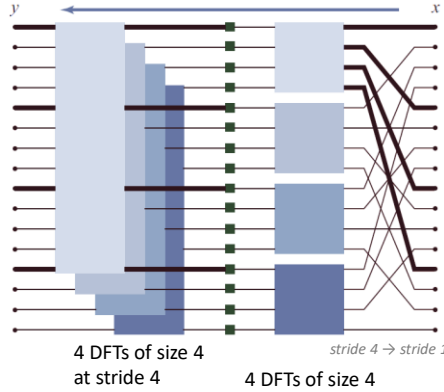 y x
4 DFTs of size 4
at stride 4
4 DFTs of size 4
stride 4 → stride 1